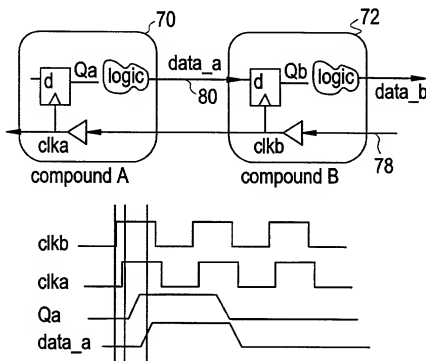 70
72
Qa
logic
data_a
Qb
logic
d
d
80
data_b
clka
clkb
78
compound A
compound B
clkb
clka
Qa
data_a